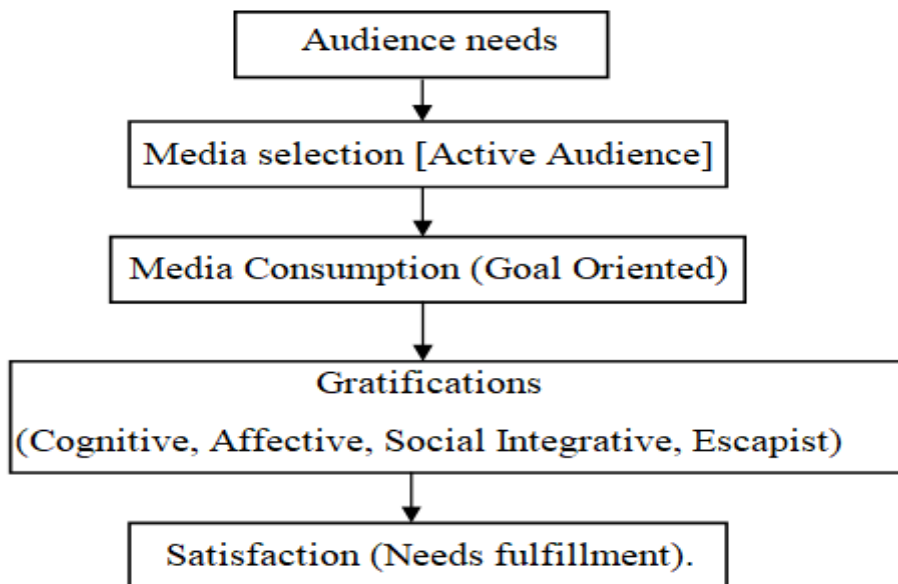 Audience needs
Media selection [Active Audience]
Media Consumption (Goal Oriented)
Gratifications
(Cognitive, Affective, Social Integrative, Escapist)
Satisfaction (Needs fulfillment).